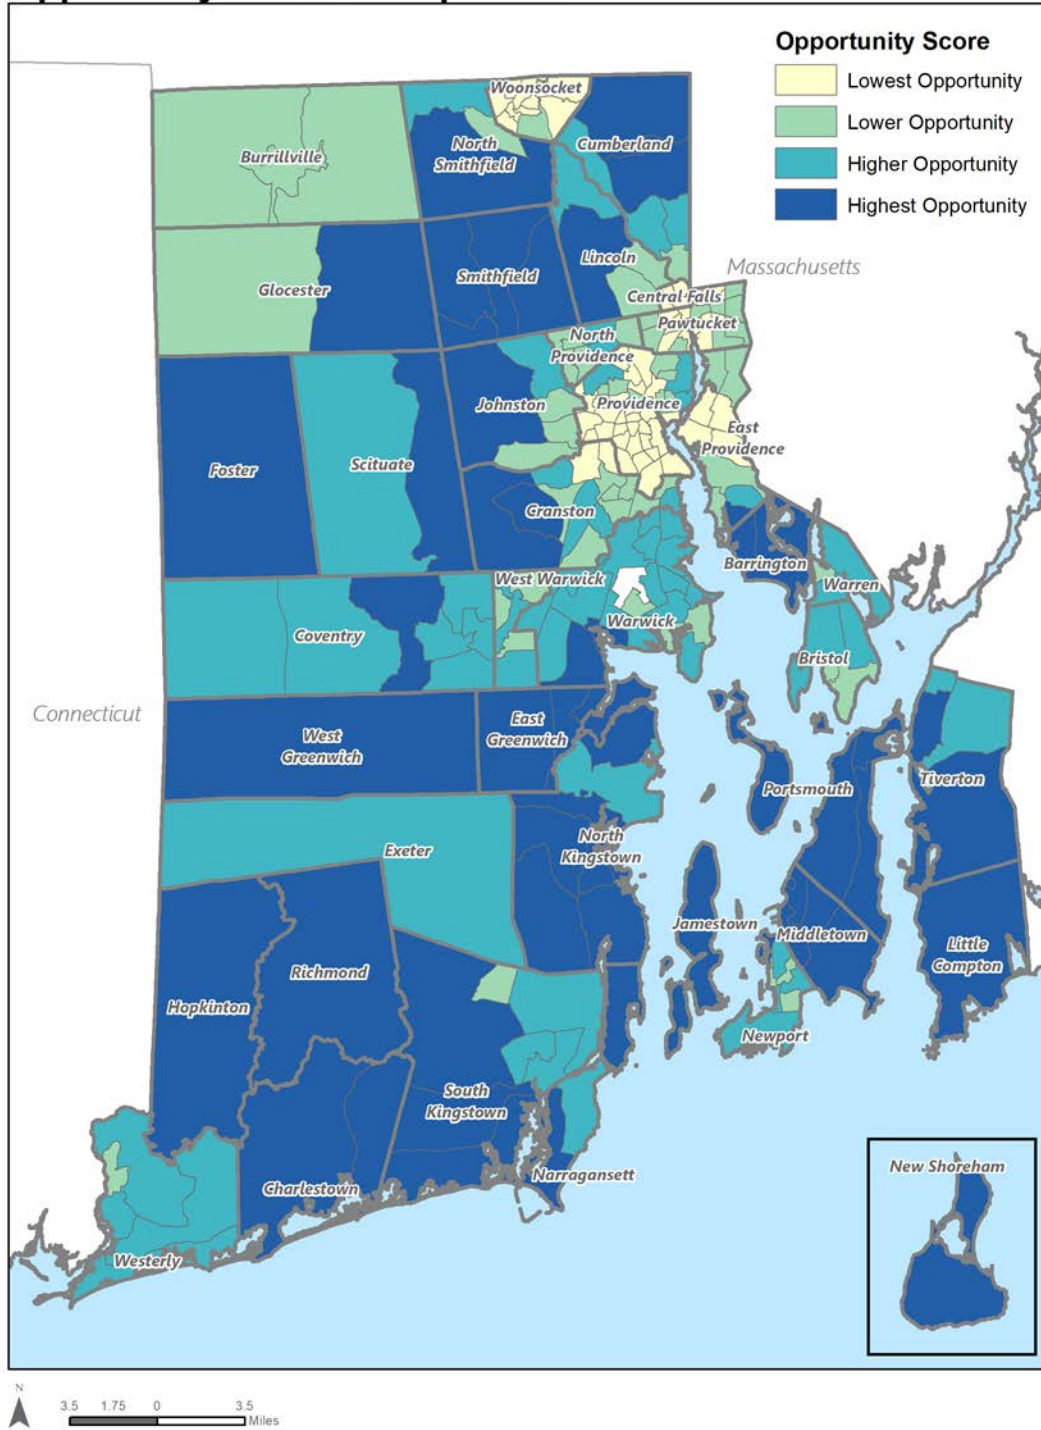 Opportunity Score
Lowest Opportunity
Lower Opportunity
Higher Opportunity
Highest Opportunity
Woonsocket
Burrillville
North
Smithfield
Cumberland
Massachusetts
Glocester
Smithfield
Lincoln
Central Falls
Pawtucket
North
Providence
Johnston
Providence
East
Providence
Foster
Scituate
Cranston
West Warwick
Barrington
Warren
Coventry
Warwick
Bristol
Connecticut
West
Greenwich
East
Greenwich
Portsmouth
Tiverton
Exeter
North
Kingstown
Jamestown
Middletown
Little
Compton
Richmond
Hopkinton
Newport
South
Kingstown
Narragansett
Charlestown
Westerly
New Shoreham
N
3.5 1.75 0 3.5
Miles